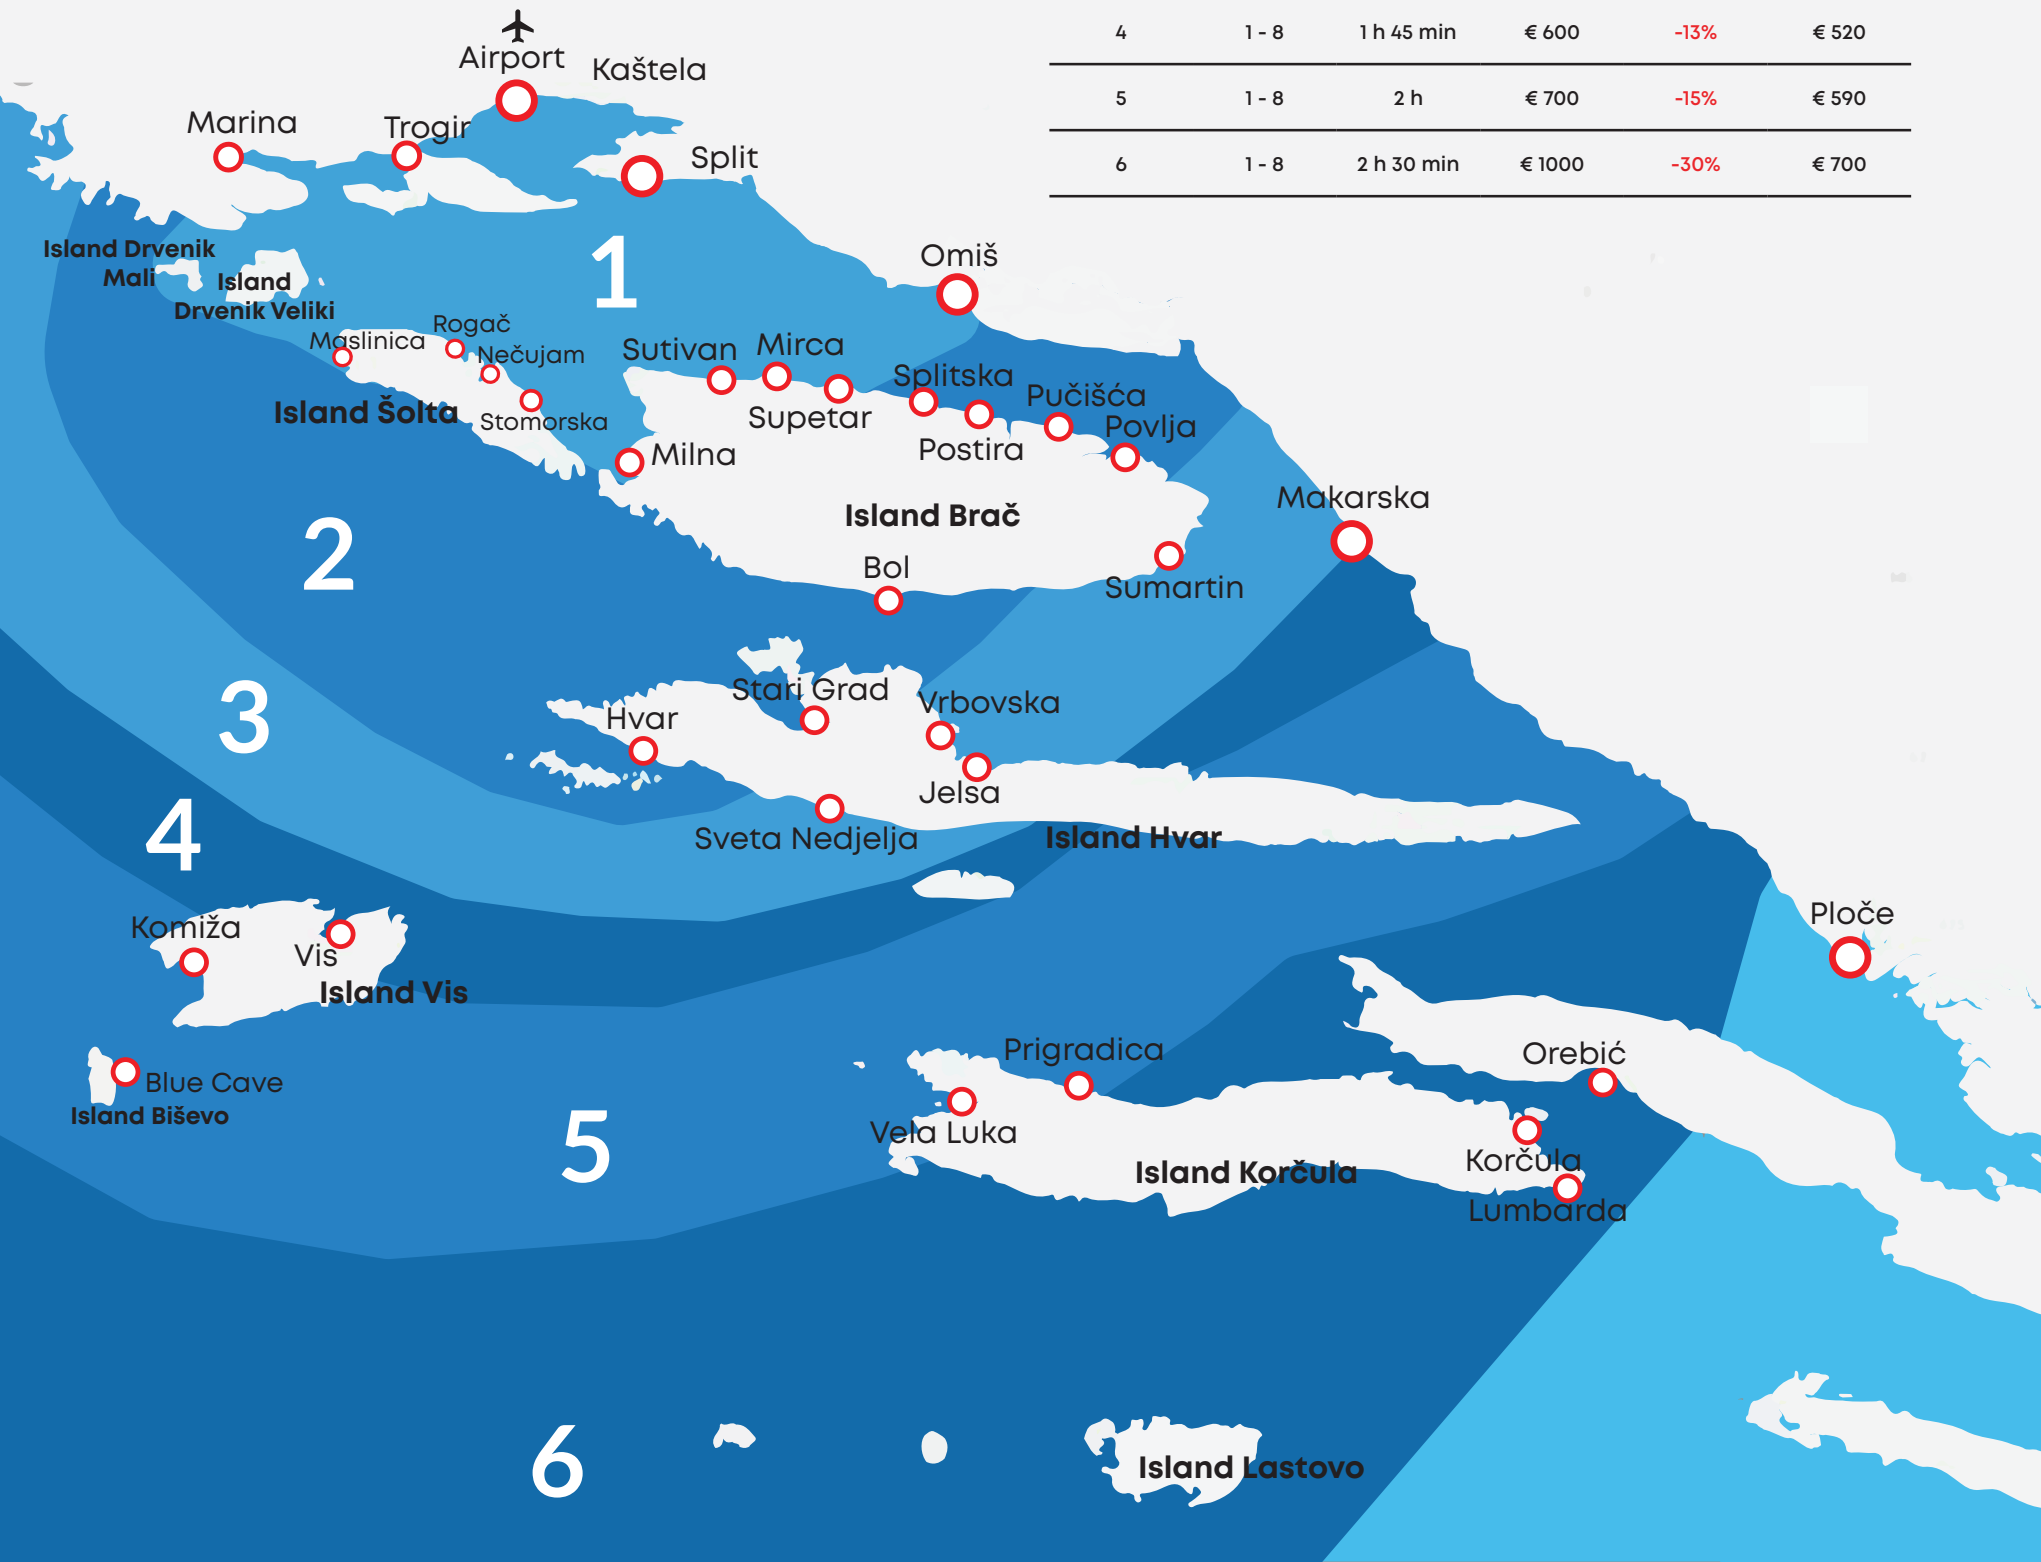 4 1 - 8 1 h 45 min € 600 -13% € 520
5 1 - 8 2 h € 700 -15% € 590
6 1 - 8 2 h 30 min € 1000 -30% € 700
Airport
Kaštela
Marina
Trogir
Split
Island Drvenik
Mali
Island
Drvenik Veliki
1
Omiš
Maslinica
Rogač
Nečujam
Stomorska
Island Šolta
Sutivan
Mirca
Supetar
Splitska
Postira
Pučišća
Povlja
Milna
Island Brač
Makarska
Sumartin
Bol
2
3
Stari Grad
Vrbovska
Hvar
Jelsa
Sveta Nedjelja
Island Hvar
4
Komiža
Vis
Island Vis
Ploče
Blue Cave
Island Biševo
5
Prigradica
Vela Luka
Orebić
Korčula
Island Korčula
Lumbarda
6
Island Lastovo